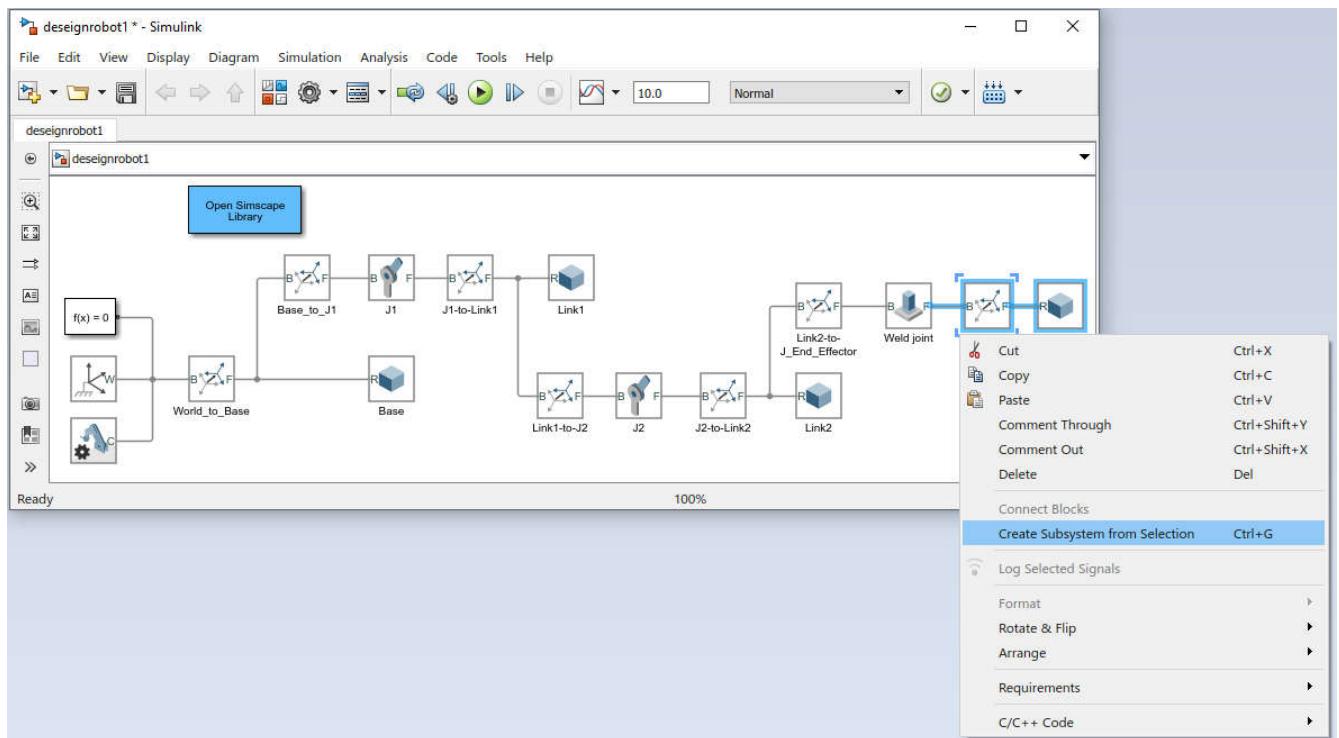 deseignrobot1 * - Simulink
File Edit View Display Diagram Simulation Analysis Code Tools Help
10.0 Normal
deseignrobot1
deseignrobot1
Open Simscape
Library
B F
B F
B F
R
Base_to_J1
J1
J1-to-Link1
Link1
f(x) = 0
W
C
B F
World_to_Base
R
Base
B F
Link1-to-J2
B F
J2
B F
J2-to-Link2
R
Link2
B F
Link2-to-
J_End_Effector
B F
Weld joint
B F
R
Ready 100%
Cut Ctrl+X
Copy Ctrl+C
Paste Ctrl+V
Comment Through Ctrl+Shift+Y
Comment Out Ctrl+Shift+X
Delete Del
Connect Blocks
Create Subsystem from Selection Ctrl+G
Log Selected Signals
Format
Rotate & Flip
Arrange
Requirements
C/C++ Code